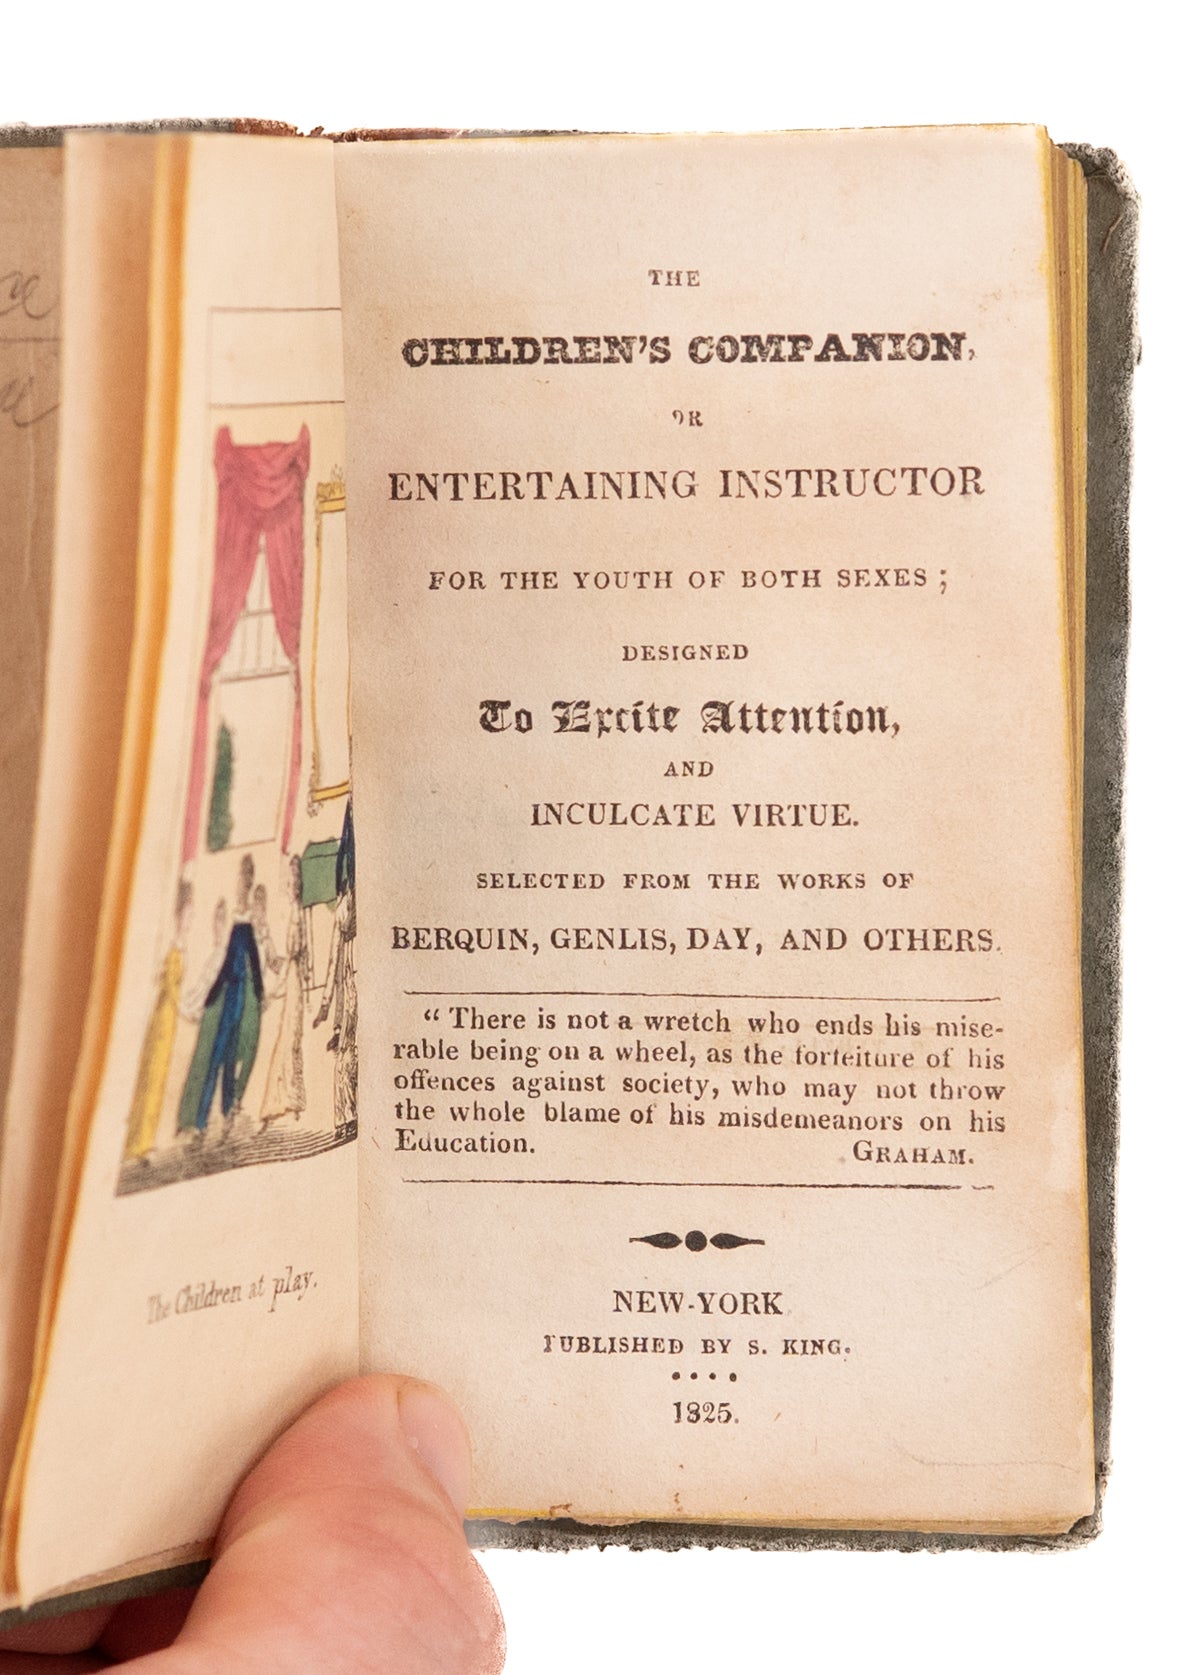 The Children at play.
THE
CHILDREN'S COMPANION,
OR
ENTERTAINING INSTRUCTOR
FOR THE YOUTH OF BOTH SEXES ;
DESIGNED
To Excite Attention,
AND
INCULCATE VIRTUE.
SELECTED FROM THE WORKS OF
BERQUIN, GENLIS, DAY, AND OTHERS.
“ There is not a wretch who ends his mise-
rable being on a wheel, as the forfeiture of his
offences against society, who may not throw
the whole blame of his misdemeanors on his
Education. GRAHAM.
NEW-YORK
PUBLISHED BY S. KING.
1825.